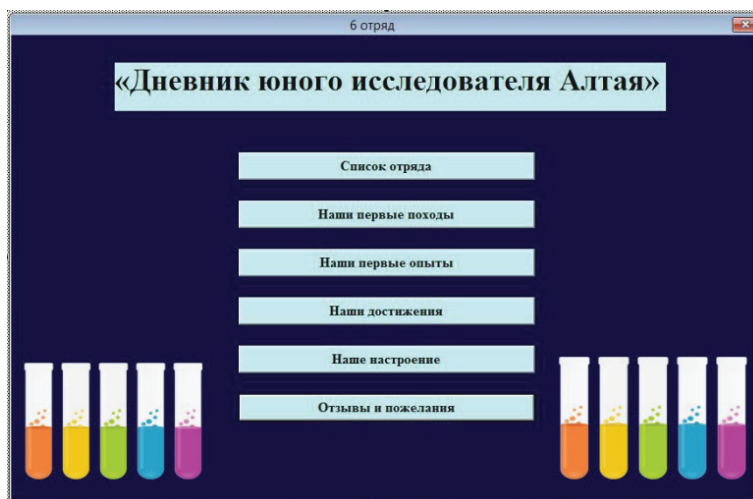 6 отряд
«Дневник юного исследователя Алтая»
Список отряда
Наши первые походы
Наши первые опыты
Наши достижения
Наше настроение
Отзывы и пожелания